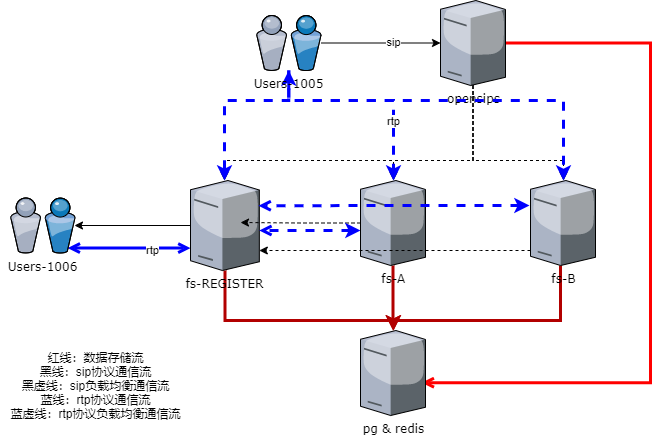 sip
Users-1005
opensips
rtp
rtp
Users-1006
fs-REGISTER
fs-A
fs-B
红线：数据存储流
黑线：sip协议通信流
黑虚线：sip负载均衡通信流
蓝线：rtp协议通信流
蓝虚线：rtp协议负载均衡通信流
pg & redis